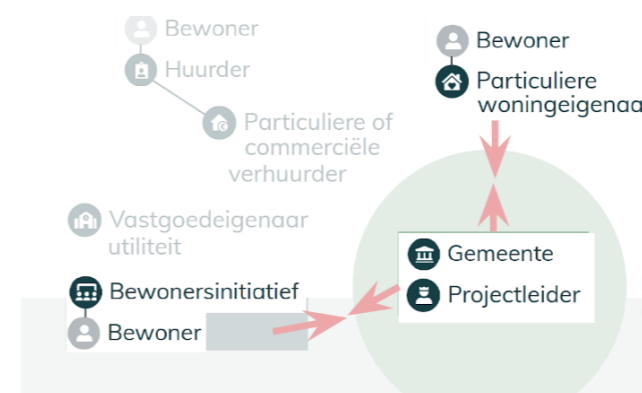 Bewoner
Huurder
Particuliere of
commerciële
verhuurder
Bewoner
Particuliere
woningeigenaa
Vastgoedeigenaar
utiliteit
Bewonersinitiatief
Bewoner
Gemeente
Projectleider